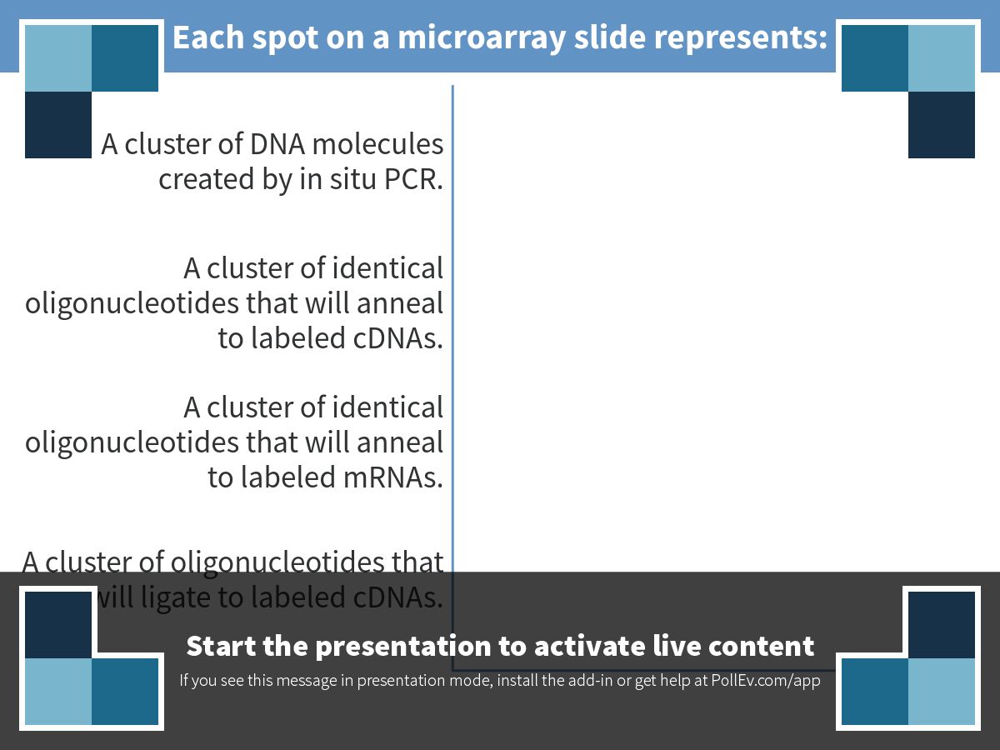 Each spot on a microarray slide represents:
A cluster of DNA molecules
created by in situ PCR.
A cluster of identical
oligonucleotides that will anneal
to labeled cDNAs.
A cluster of identical
oligonucleotides that will anneal
to labeled mRNAs.
A cluster of oligonucleotides that
will ligate to labeled cDNAs.
Start the presentation to activate live content
If you see this message in presentation mode, install the add-in or get help at PollEv.com/app